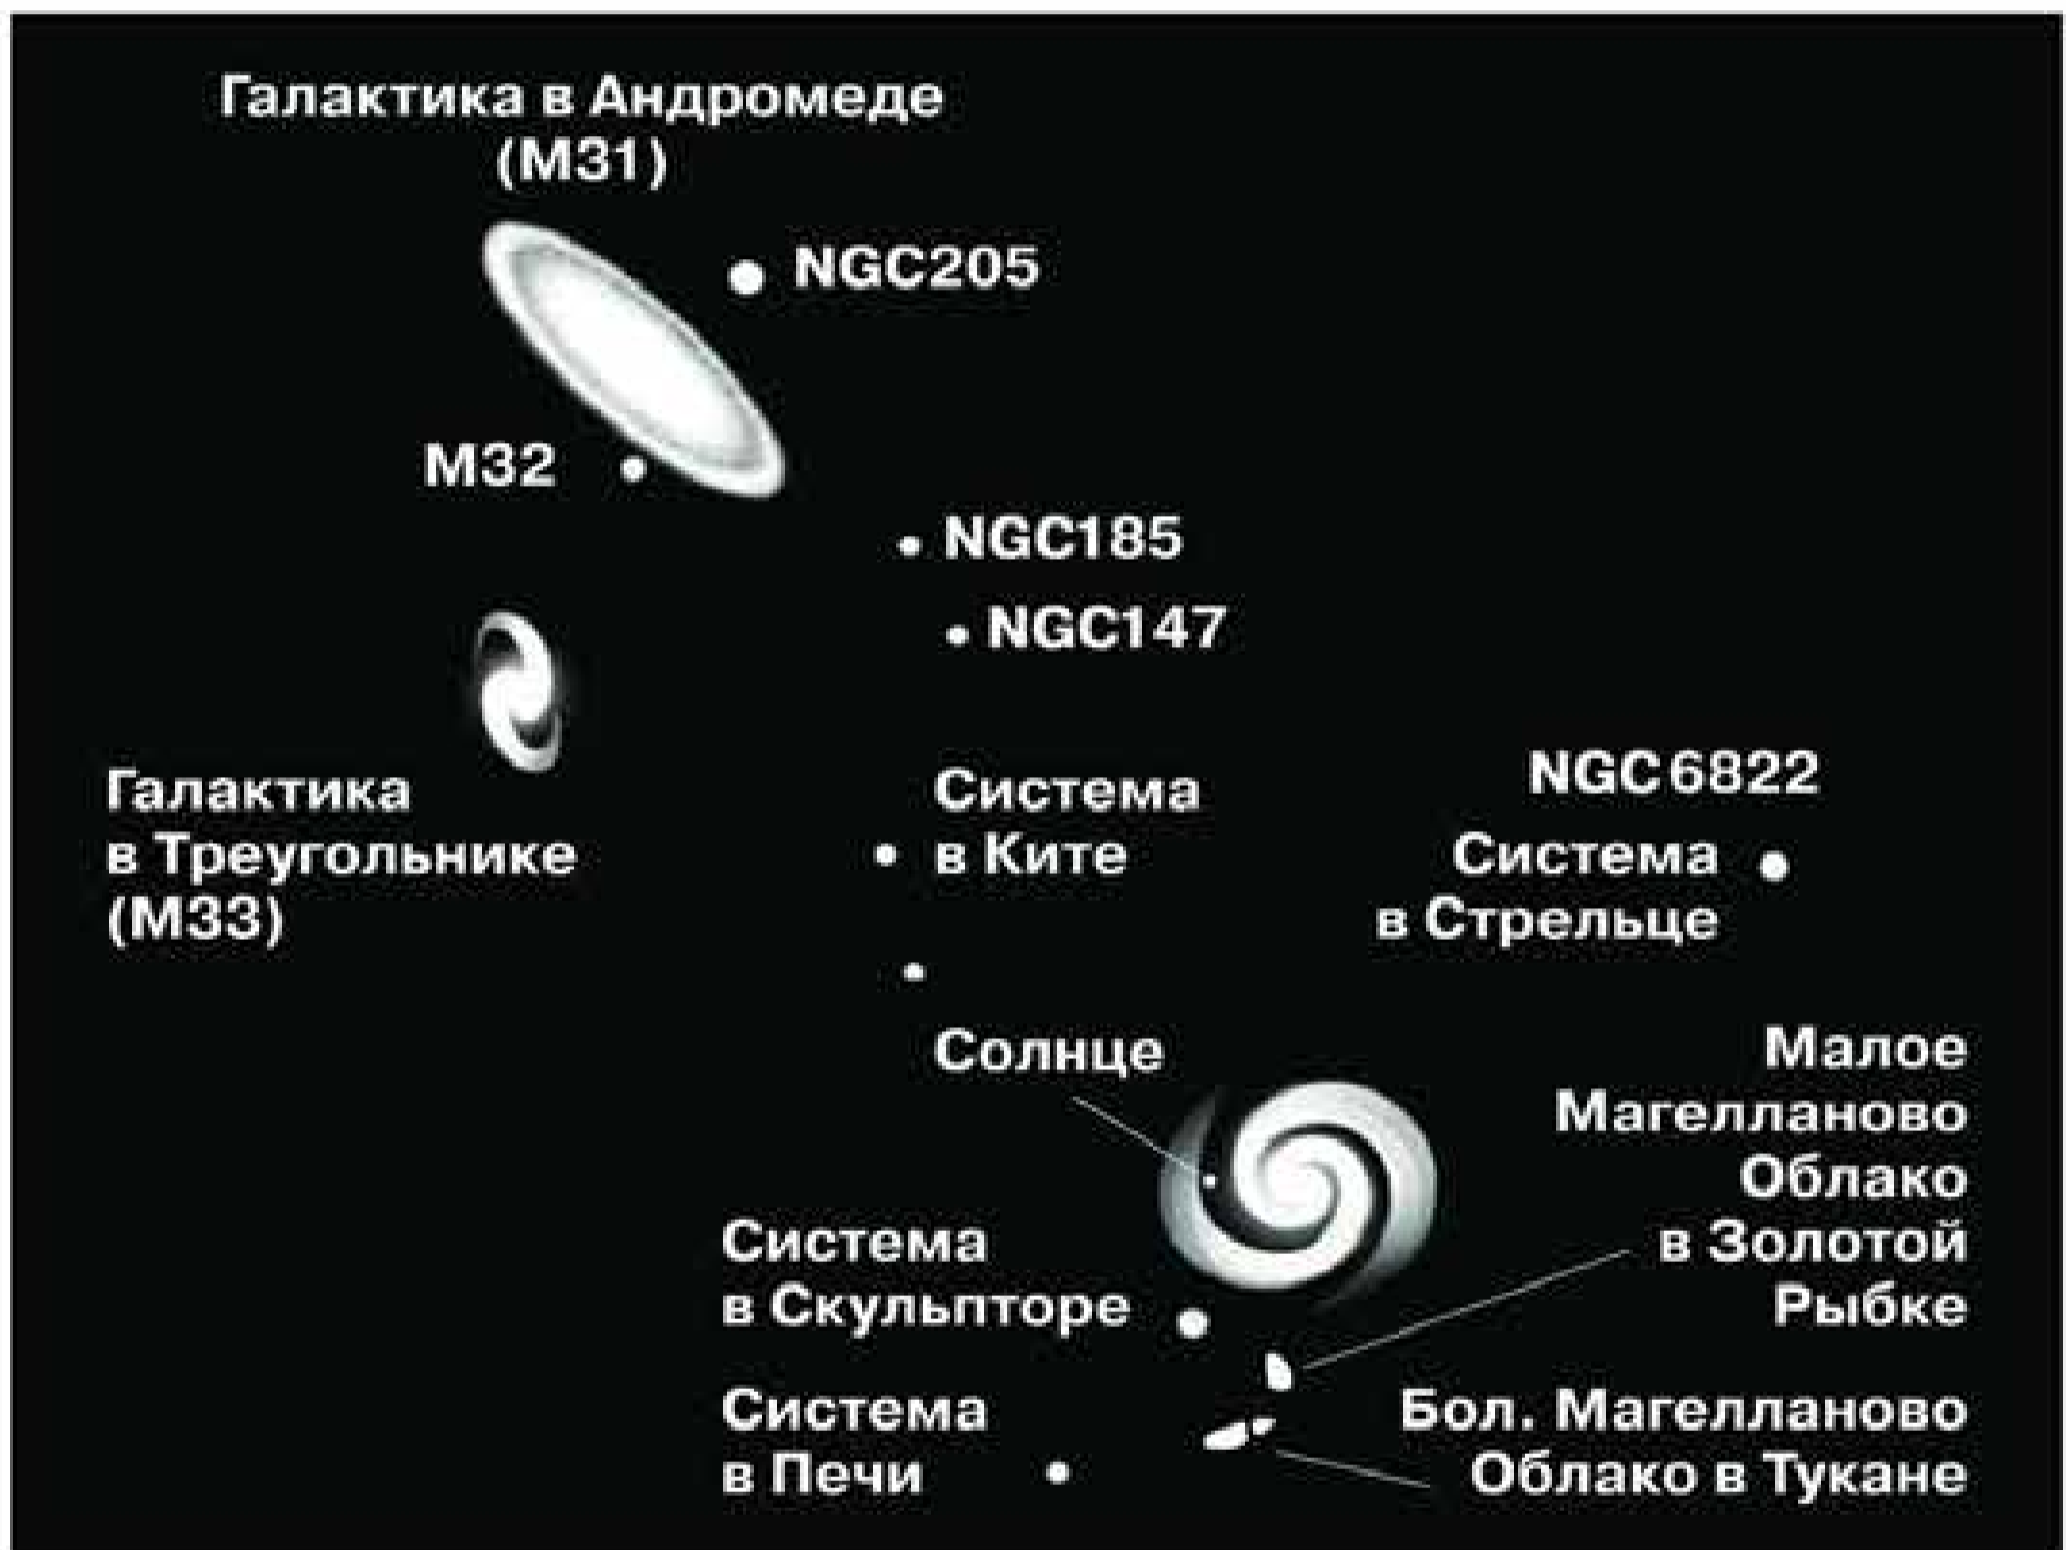 Галактика в Андромеде
(М31)
NGC205
М32
NGC185
NGC147
Галактика
в Треугольнике
(М33)
Система
в Ките
NGC6822
Система
в Стрельце
Солнце
Малое
Магелланово
Облако
в Золотой
Рыбке
Система
в Скульпторе
Система
в Печи
Бол. Магелланово
Облако в Тукане